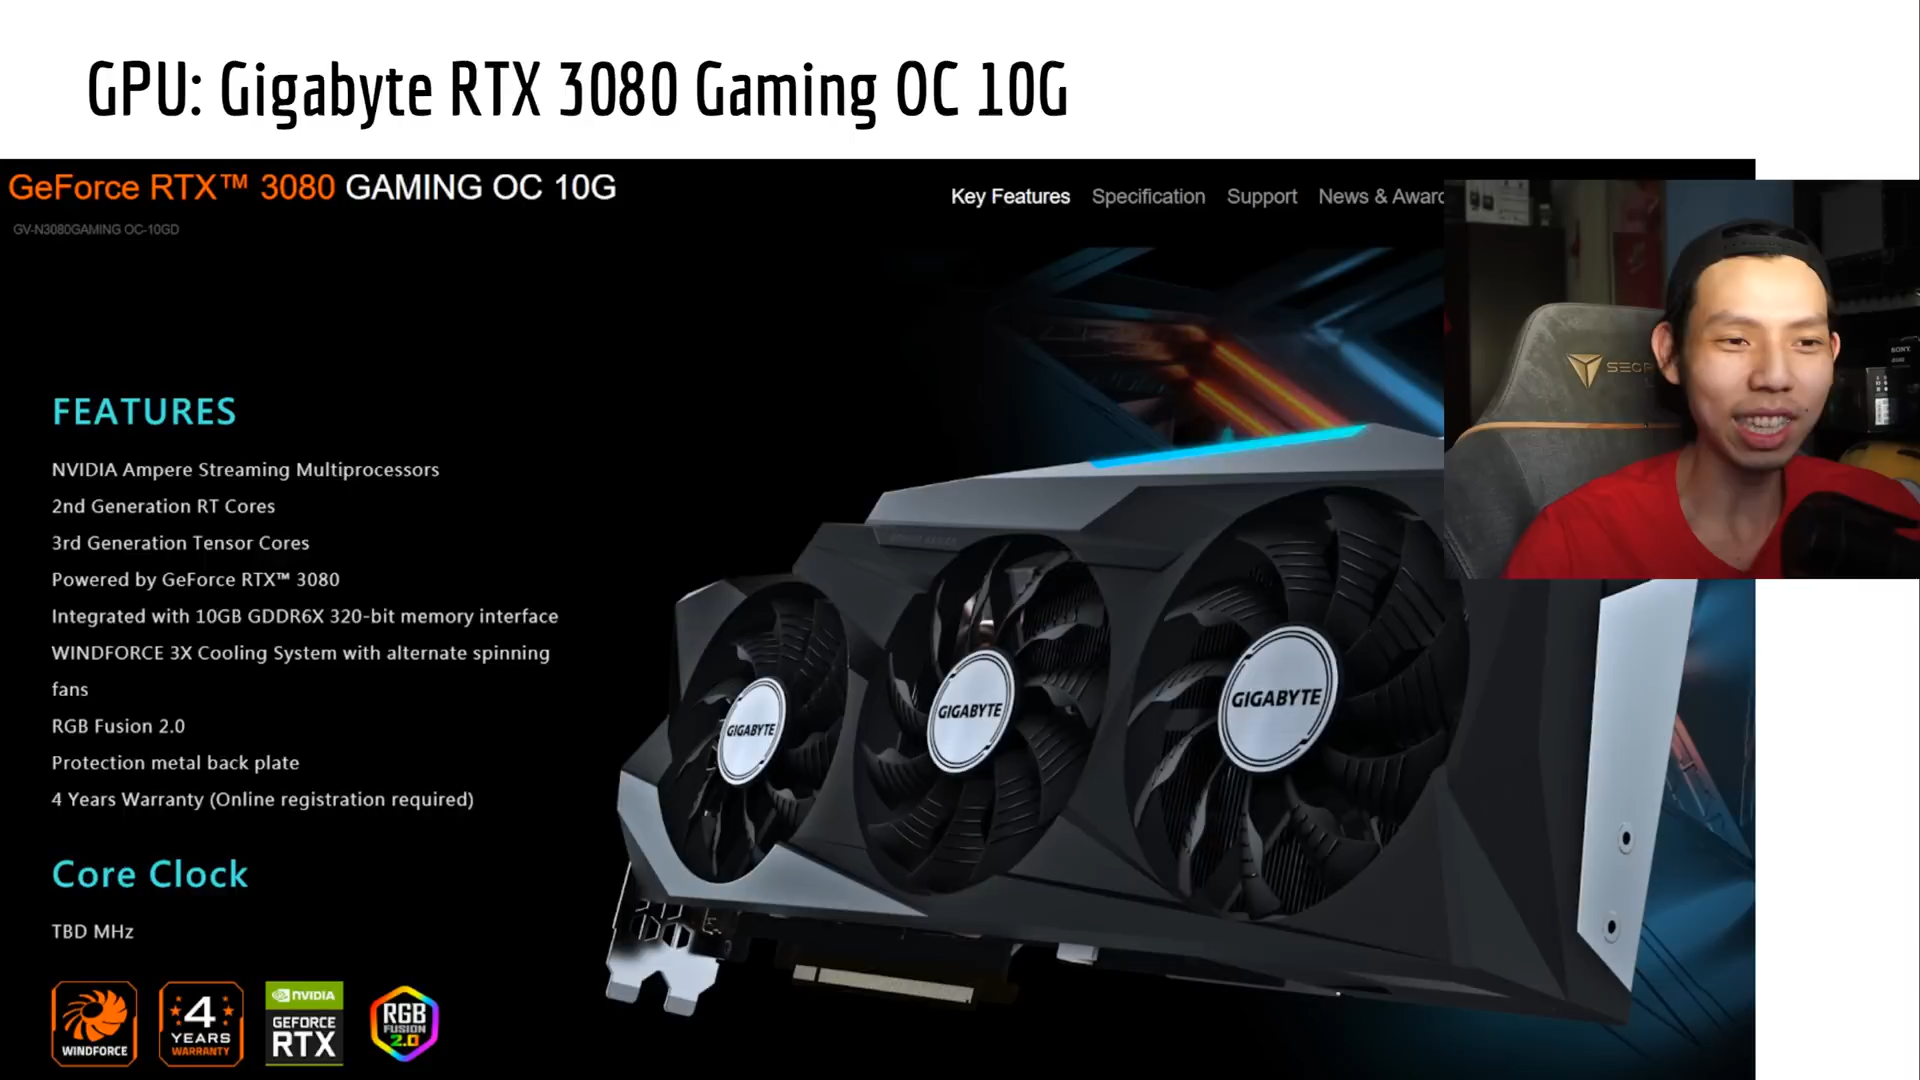 GPU: Gigabyte RTX 3080 Gaming OC 10G
GeForce RTX™ 3080 GAMING OC 10G
Key Features Specification Support News & Awar
GV-N3080GAMING OC-10GD
SONY
SEC
FEATURES
NVIDIA Ampere Streaming Multiprocessors
2nd Generation RT Cores
3rd Generation Tensor Cores
Powered by GeForce RTX™ 3080
Integrated with 10GB GDDR6X 320-bit memory interface
WINDFORCE 3X Cooling System with alternate spinning
fans
RGB Fusion 2.0
Protection metal back plate
4 Years Warranty (Online registration required)
GIGABYTE
GIGABYTE
GIGABYTE
Core Clock
TBD MHz
WINDFORCE
4
YEARS
WARRANTY
NVIDIA
GEFORCE
RTX
RGB
FUSION
2.0